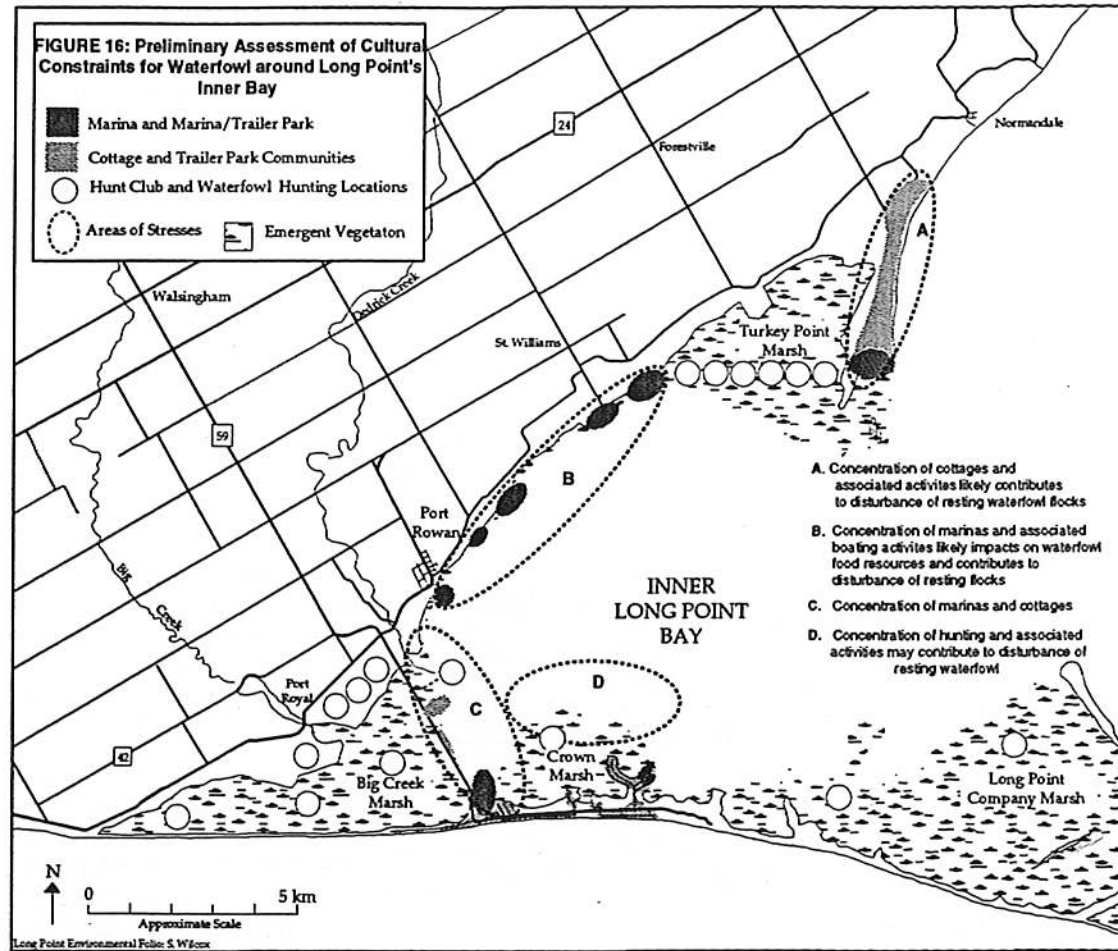 FIGURE 16: Preliminary Assessment of Cultural
Constraints for Waterfowl around Long Point's
Inner Bay
Marina and Marina/Trailer Park
Cottage and Trailer Park Communities
Hunt Club and Waterfowl Hunting Locations
Areas of Stresses
Emergent Vegetaton
24
Normandale
Forestville
A
Walsingham
Dedrick Creek
St. Williams
Turkey Point
Marsh
59
B
Port
Rowan
A. Concentration of cottages and
associated activites likely contributes
to disturbance of resting waterfowl flocks
B. Concentration of marinas and associated
boating activites likely impacts on waterfowl
food resources and contributes to
disturbance of resting flocks
C. Concentration of marinas and cottages
D. Concentration of hunting and associated
activities may contribute to disturbance of
resting waterfowl
INNER
LONG POINT
BAY
Big
Creek
Port
Royal
C
D
42
Big Creek
Marsh
Crown
Marsh
Long Point
Company Marsh
N
0
5 km
Approximate Scale
Long Point Environmental Folio: S. Wilcox